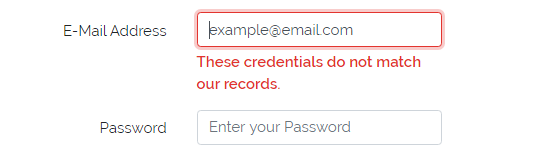 E-Mail Address
example@email.com
These credentials do not match
our records.
Password
Enter your Password